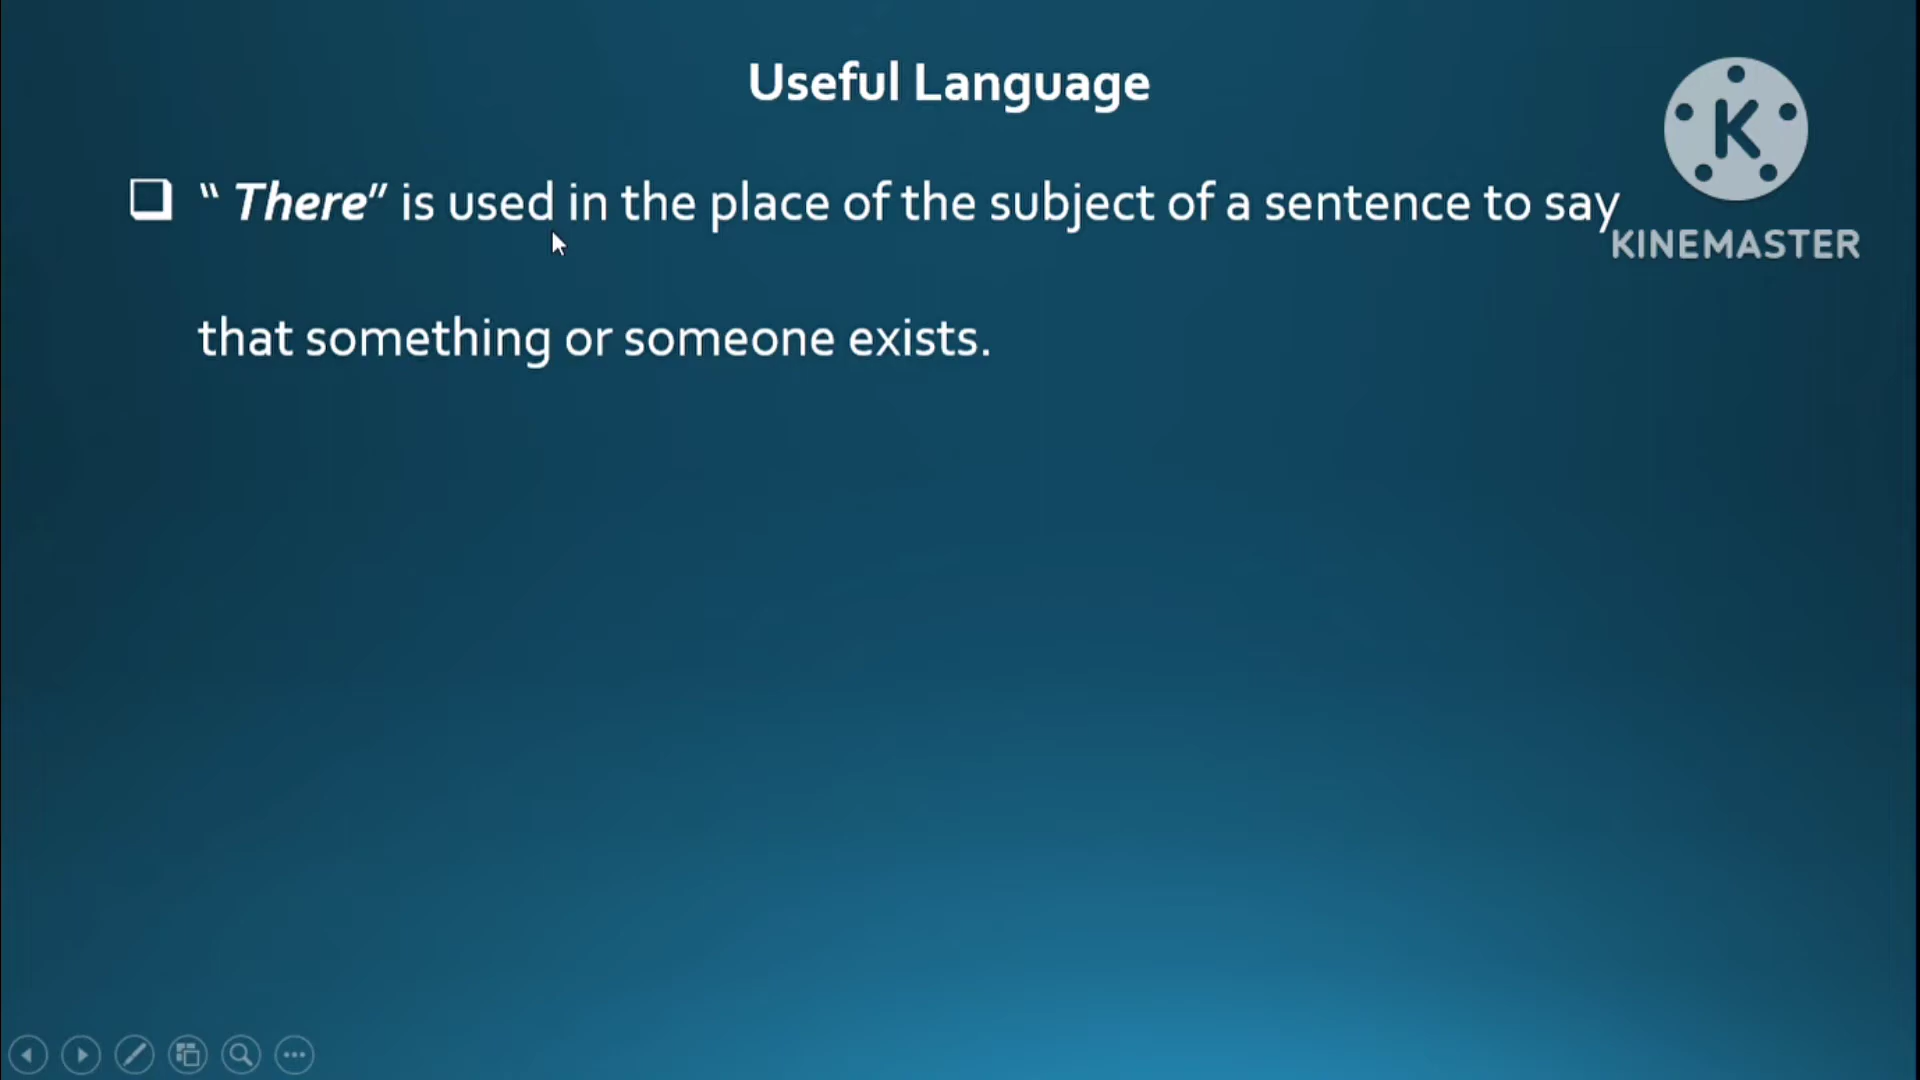 Useful Language
“ There” is used in the place of the subject of a sentence to say
that something or someone exists.
K
KINEMASTER